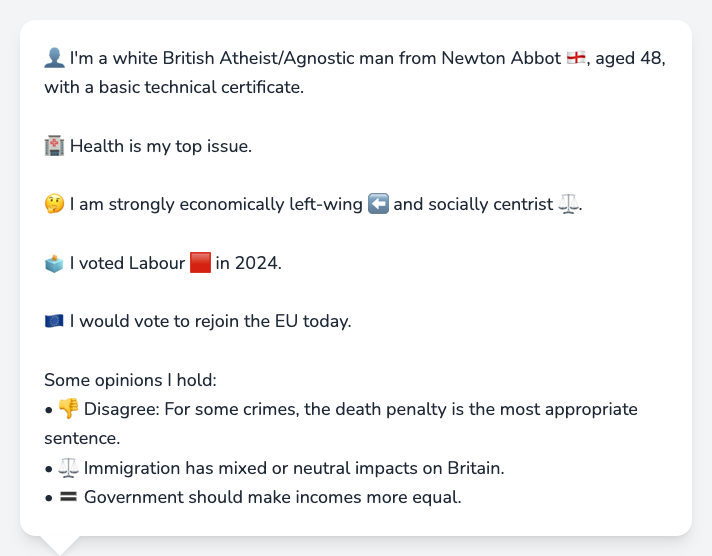 👤 I'm a white British Atheist/Agnostic man from Newton Abbot 🏴󠁧󠁢󠁥󠁮󠁧󠁿, aged 48,
with a basic technical certificate.
🏥 Health is my top issue.
🤔 I am strongly economically left-wing ⬅️ and socially centrist ⚖️.
🗳️ I voted Labour 🟥 in 2024.
🇪🇺 I would vote to rejoin the EU today.
Some opinions I hold:
• 👎 Disagree: For some crimes, the death penalty is the most appropriate
sentence.
• ⚖️ Immigration has mixed or neutral impacts on Britain.
• 🟰 Government should make incomes more equal.